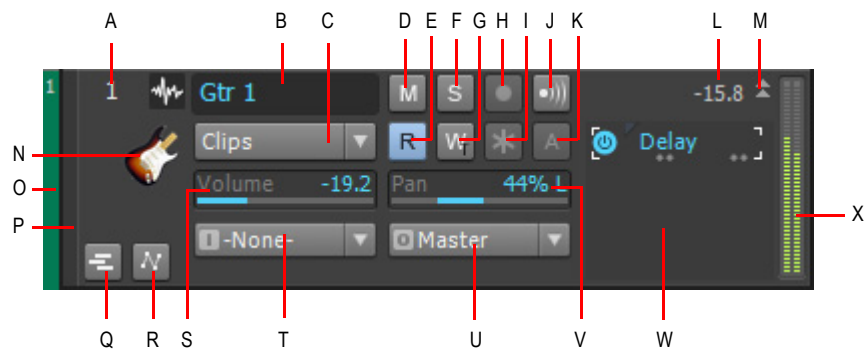 A B C D E F G H I J K L M
1 1 Gtr 1 M S -15.8
Clips R W A Delay
N
O
Volume -19.2 Pan 44% L
P X
I -None- O Master
Q R S T U V W